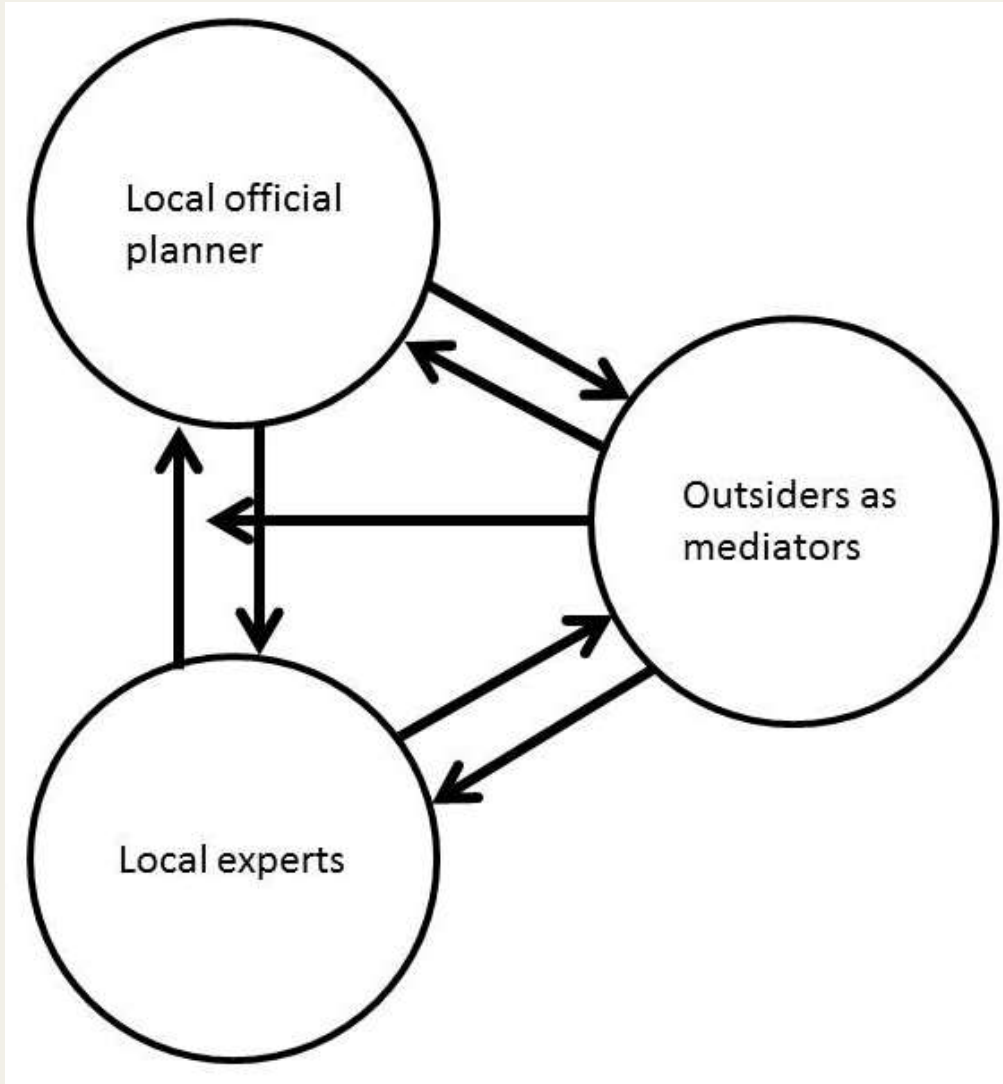 Local official
planner
Outsiders as
mediators
Local experts